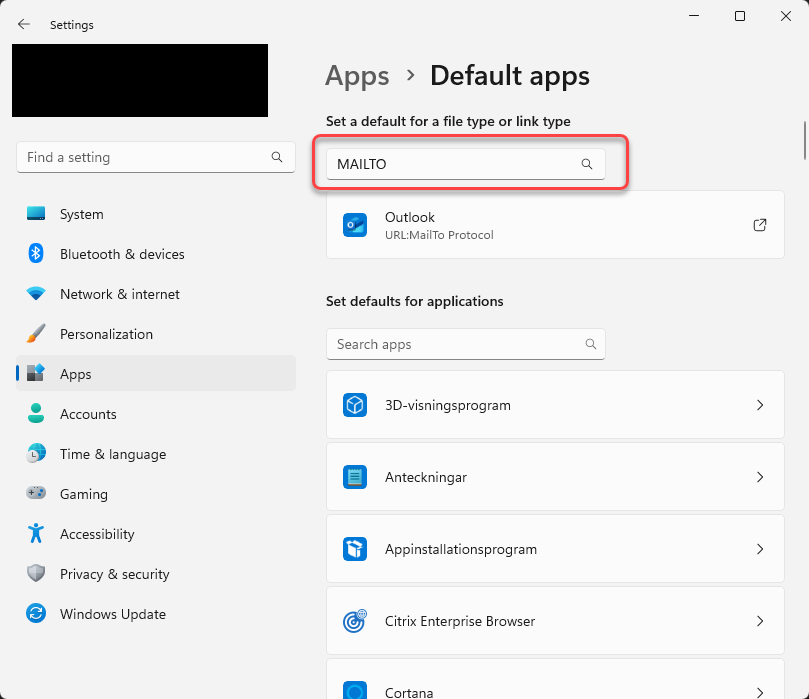 Settings
Apps > Default apps
Set a default for a file type or link type
MAILTO
Outlook
URL:MailTo Protocol
Set defaults for applications
Search apps
3D-visningsprogram
Anteckningar
Appinstallationsprogram
Citrix Enterprise Browser
Cortana
Find a setting
System
Bluetooth & devices
Network & internet
Personalization
Apps
Accounts
Time & language
Gaming
Accessibility
Privacy & security
Windows Update